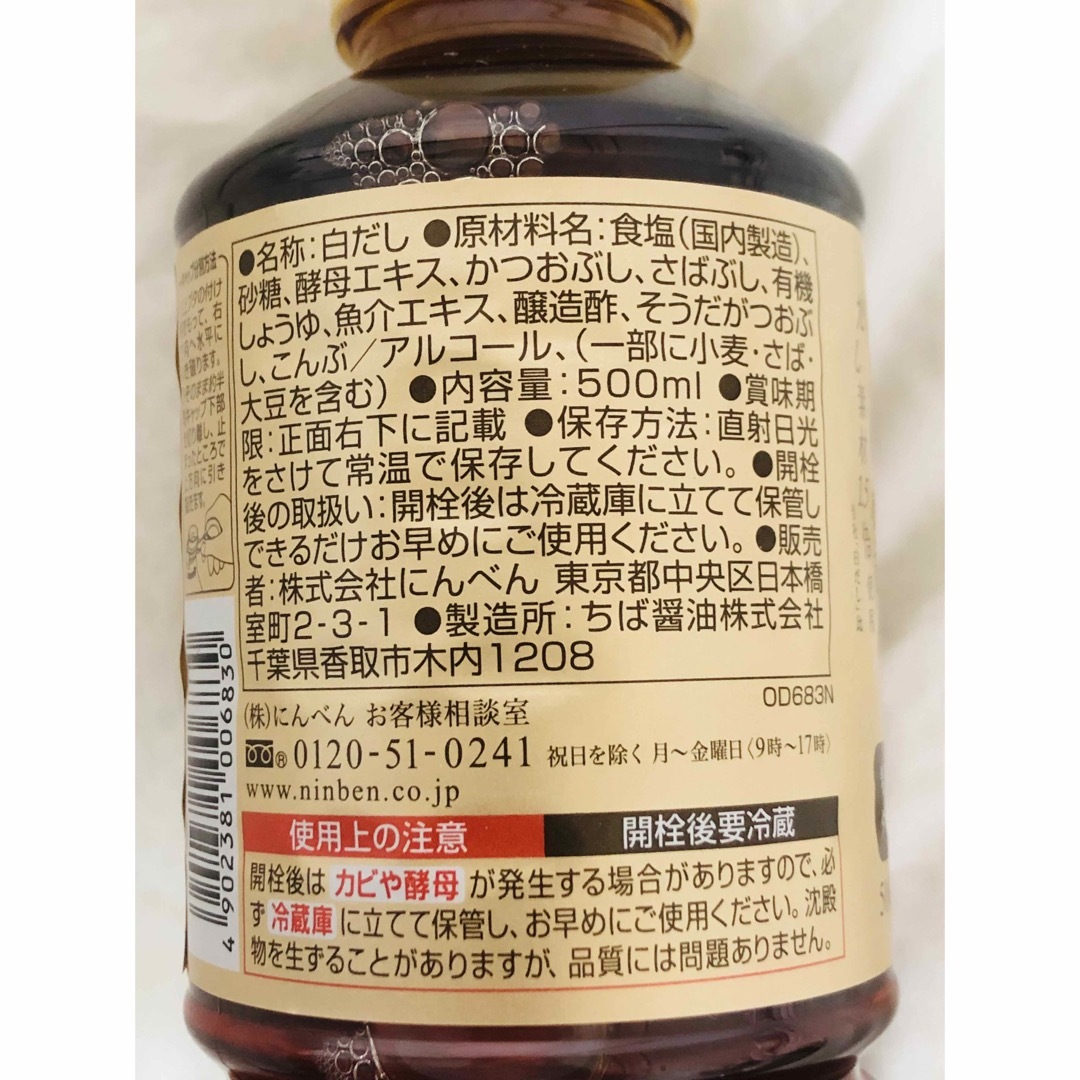 ●名称：白だし ●原材料名：食塩(国内製造)、
砂糖、酵母エキス、かつおぶし、さばぶし、有機
しょうゆ、魚介エキス、醸造酢、そうだがつおぶ
し、こんぶ／アルコール、(一部に小麦・さば・
大豆を含む) ●内容量：500ml ●賞味期
限：正面右下に記載 ●保存方法：直射日光
をさけて常温で保存してください。●開栓
後の取扱い：開栓後は冷蔵庫に立てて保管し
できるだけお早めにご使用ください。●販売
者：株式会社にんべん 東京都中央区日本橋
室町2-3-1 ●製造所：ちば醤油株式会社
千葉県香取市木内1208
OD683N
(株)にんべん お客様相談室
® 0120-51-0241 祝日を除く 月～金曜日〈9時～17時〉
www.ninben.co.jp
使用上の注意 開栓後要冷蔵
開栓後は カビや酵母 が発生する場合がありますので、必
ず 冷蔵庫 に立てて保管し、お早めにご使用ください。沈殿
物を生ずることがありますが、品質には問題ありません。
4 902381 006830